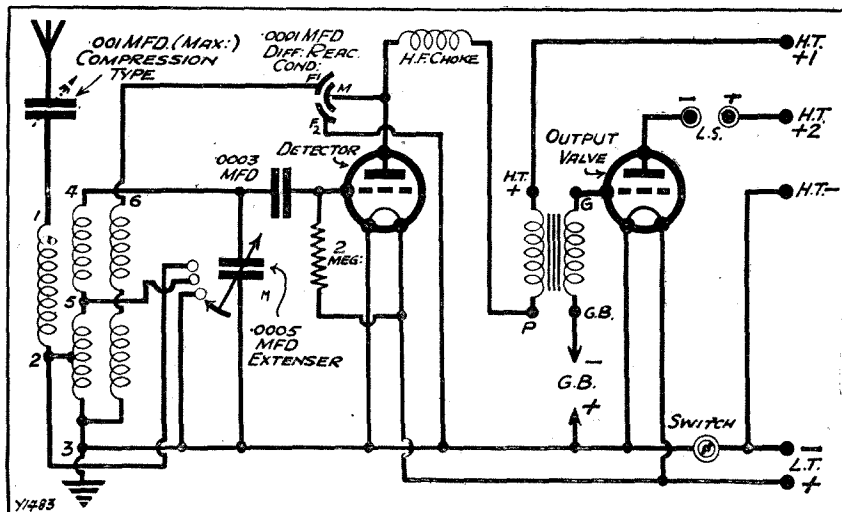 .001 MFD. (MAX:)
COMPRESSION
TYPE
.0001 MFD
DIFF: REAC.
COND:
F1
M
F2
H.F. CHOKE
H.T.
+1
H.T.
+2
H.T.-
- +
L.S.
OUTPUT
VALVE
DETECTOR
.0003
MFD
4
6
1
5
2
3
2
MEG:
M
.0005
MFD
EXTENSER
H.T.
+
G
P
G.B.
-
G.B.
+
SWITCH
-
L.T.
+
Y1483